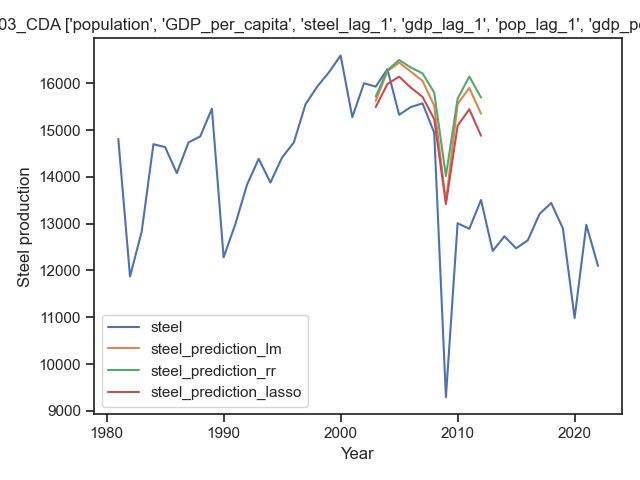 03_CDA ['population', 'GDP_per_capita', 'steel_lag_1', 'gdp_lag_1', 'pop_lag_1', 'gdp_p
Steel production
16000
15000
14000
13000
12000
11000
10000
9000
steel
steel_prediction_lm
steel_prediction_rr
steel_prediction_lasso
1980
1990
2000
2010
2020
Year